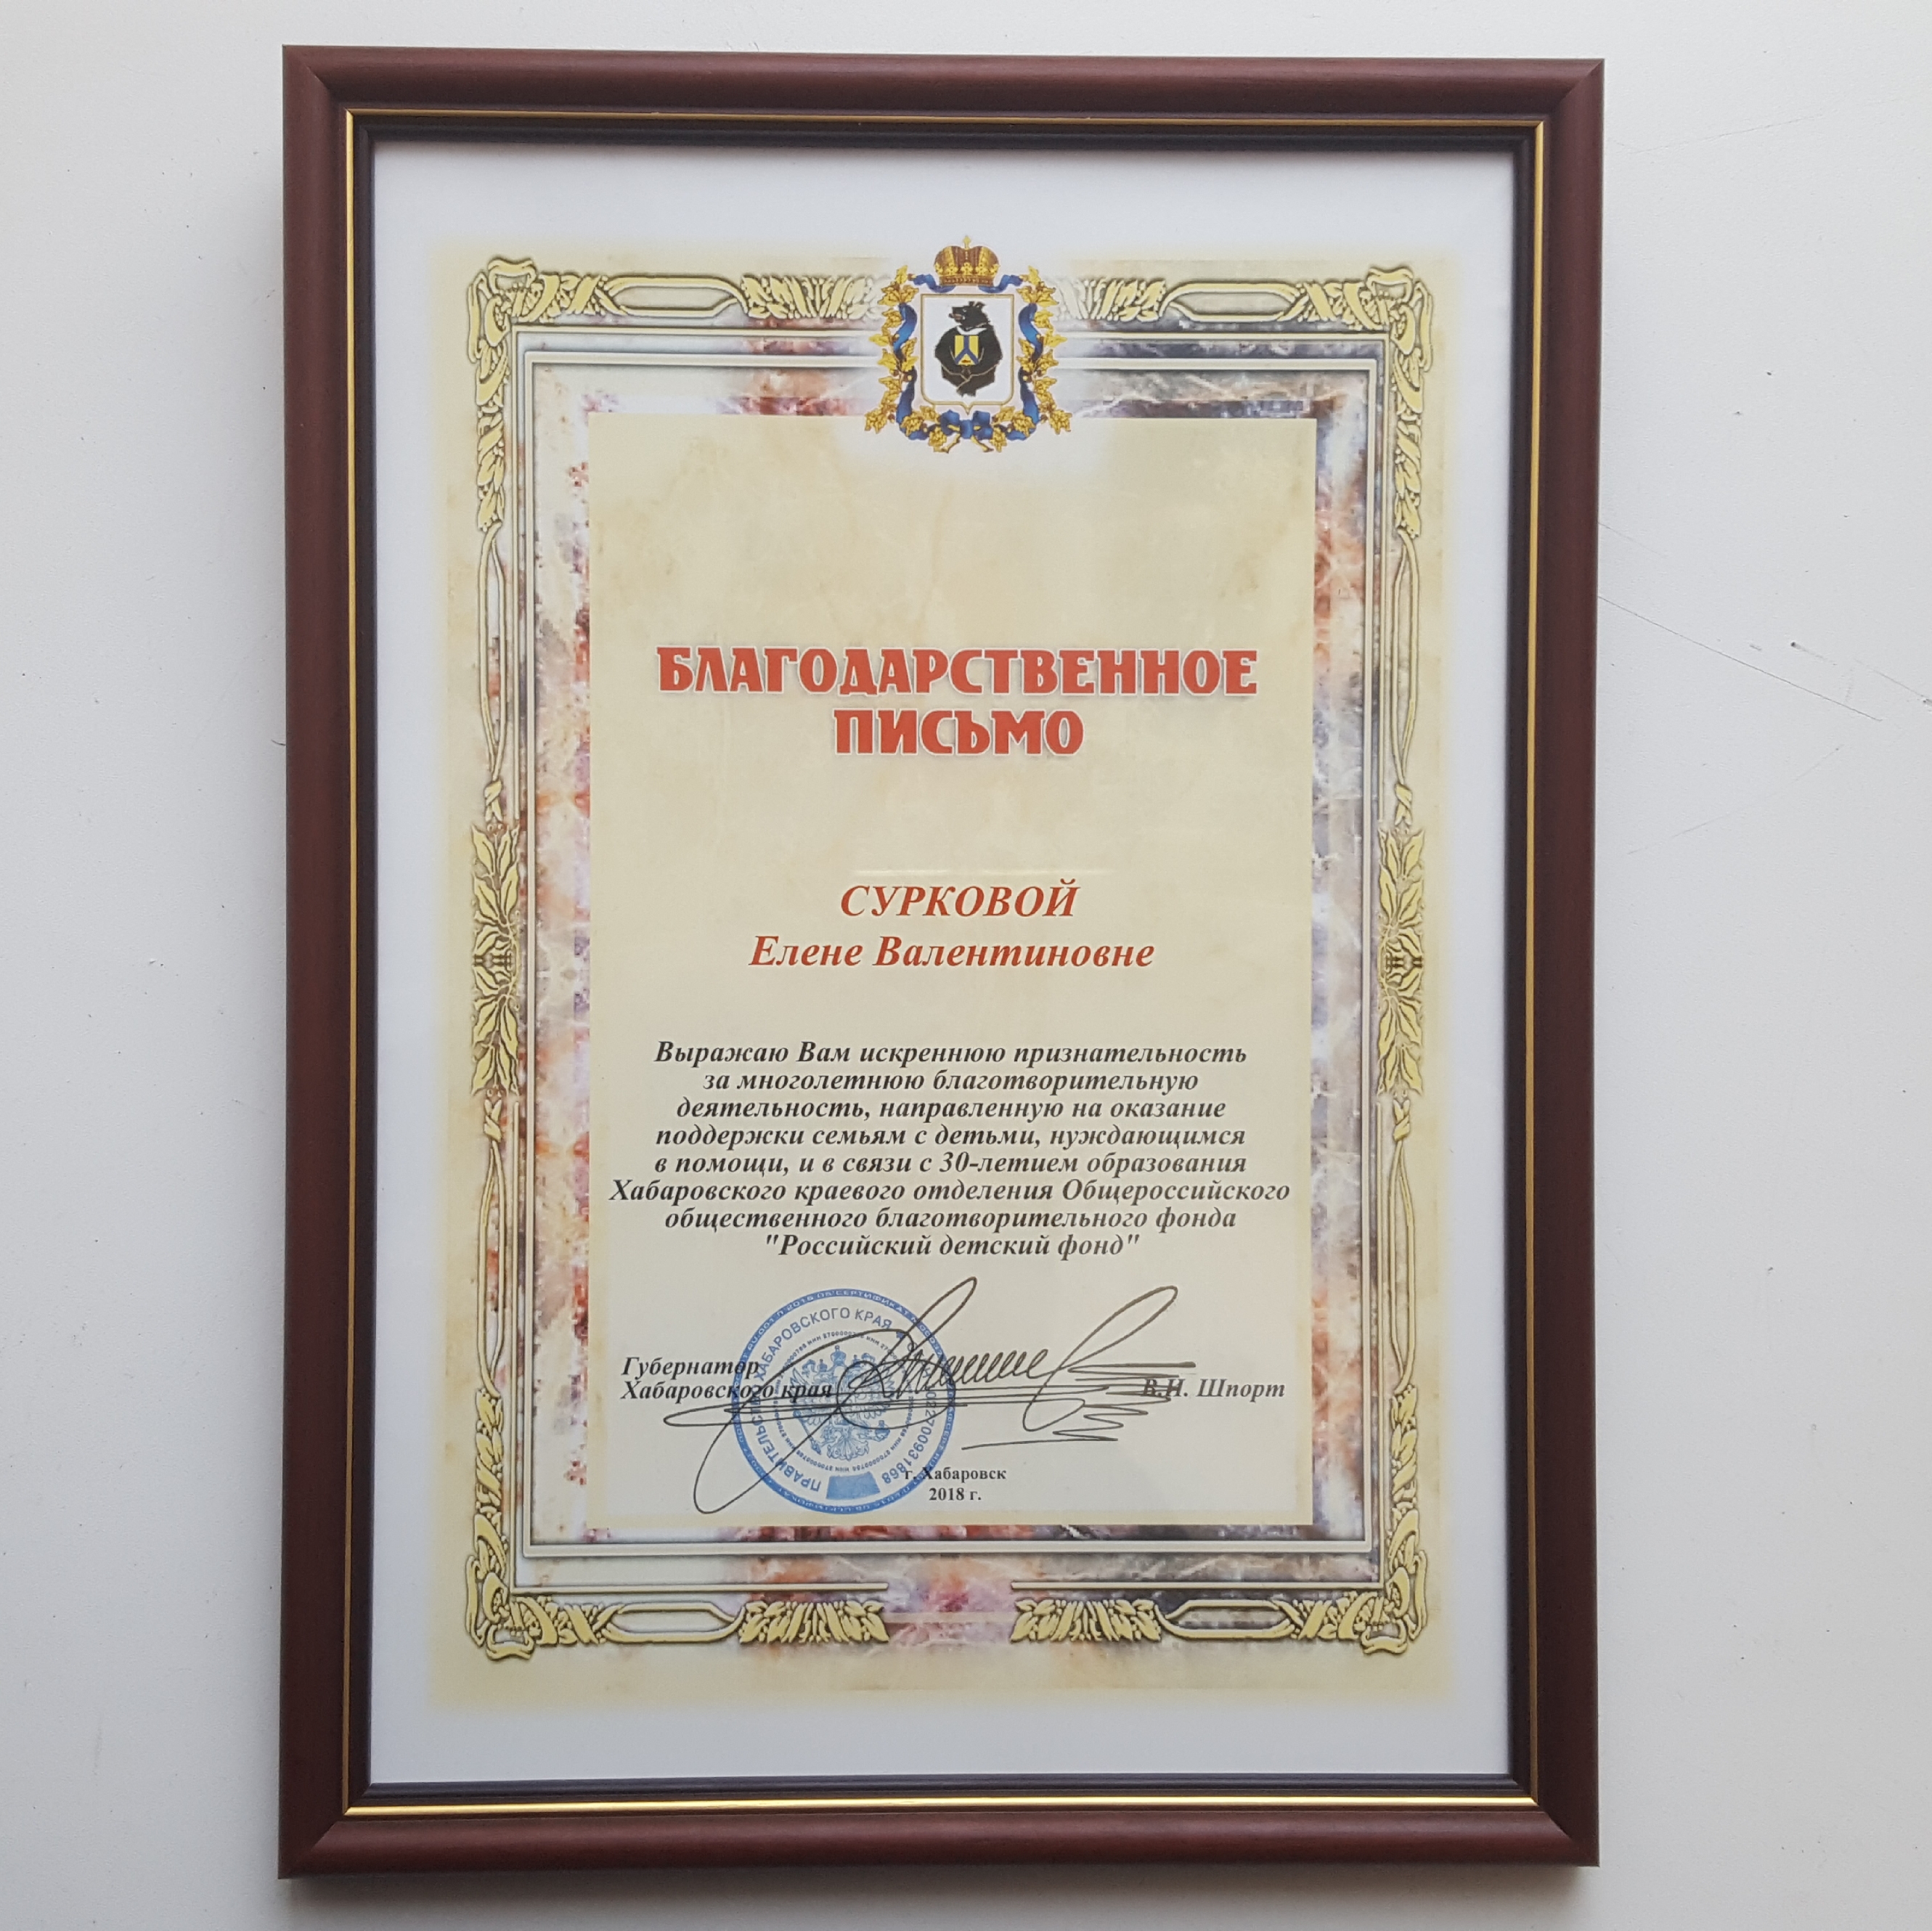 БЛАГОДАРСТВЕННОЕ
ПИСЬМО
СУРКОВОЙ
Елене Валентиновне
Выражаю Вам искреннюю признательность
за многолетнюю благотворительную
деятельность, направленную на оказание
поддержки семьям с детьми, нуждающимся
в помощи, и в связи с 30-летием образования
Хабаровского краевого отделения Общероссийского
общественного благотворительного фонда
"Российский детский фонд"
Губернатор
Хабаровского края
В.И. Шпорт
ПРАВИТЕЛЬСТВО ХАБАРОВСКОГО КРАЯ
1022700931868
г. Хабаровск
2018 г.